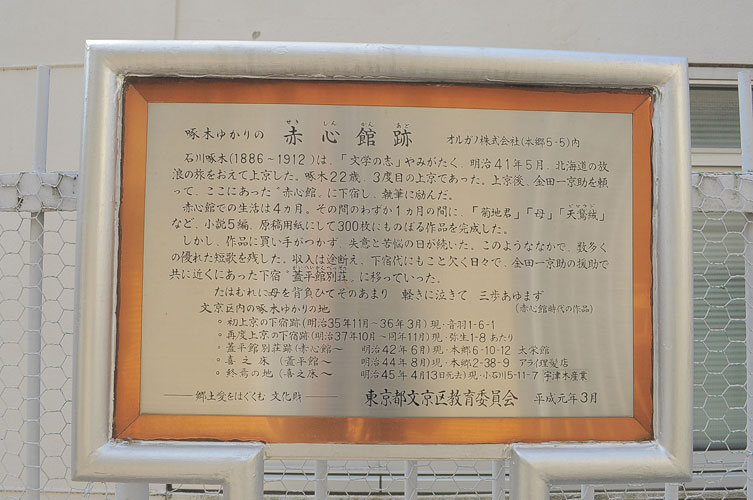 せき しん かん あと
啄木ゆかりの 赤心館跡 オルガノ株式会社(本郷5-5)内
石川啄木(1886～1912)は、「文学の志」やみがたく、明治41年5月、北海道の放
浪の旅をおえて上京した。啄木22歳、3度目の上京であった。上京後、金田一京助を頼
って、ここにあった“赤心館”に下宿し、執筆に励んだ。
赤心館での生活は4ヵ月。その間のわずか1ヵ月の間に、「菊地君」「母」「天鵞絨」
など、小説5編、原稿用紙にして300枚にものぼる作品を完成した。
しかし、作品に買い手がつかず、失意と苦悩の日が続いた。このようななかで、数多く
の優れた短歌を残した。収入は途断え、下宿代にもこと欠く日々で、金田一京助の援助で
共に近くにあった下宿“蓋平館別荘”に移っていった。
たはむれに母を背負ひてそのあまり 軽きに泣きて 三歩あゆまず
(赤心館時代の作品)
文京区内の啄木ゆかりの地
◦ 初上京の下宿跡(明治35年11月～36年3月)現・音羽1-6-1
◦ 再度上京の下宿跡(明治37年10月～同年11月)現・弥生1-8あたり
◦ 蓋平館別荘跡(赤心館～ 明治42年6月)現・本郷6-10-12 太栄館
◦ 喜之床(蓋平館～ 明治44年8月)現・本郷2-38-9 アライ理髪店
◦ 終焉の地(喜之床～ 明治45年4月13日死去)現・小石川5-11-7 宇津木産業
――郷土愛をはぐくむ 文化財―― 東京都文京区教育委員会 平成元年3月